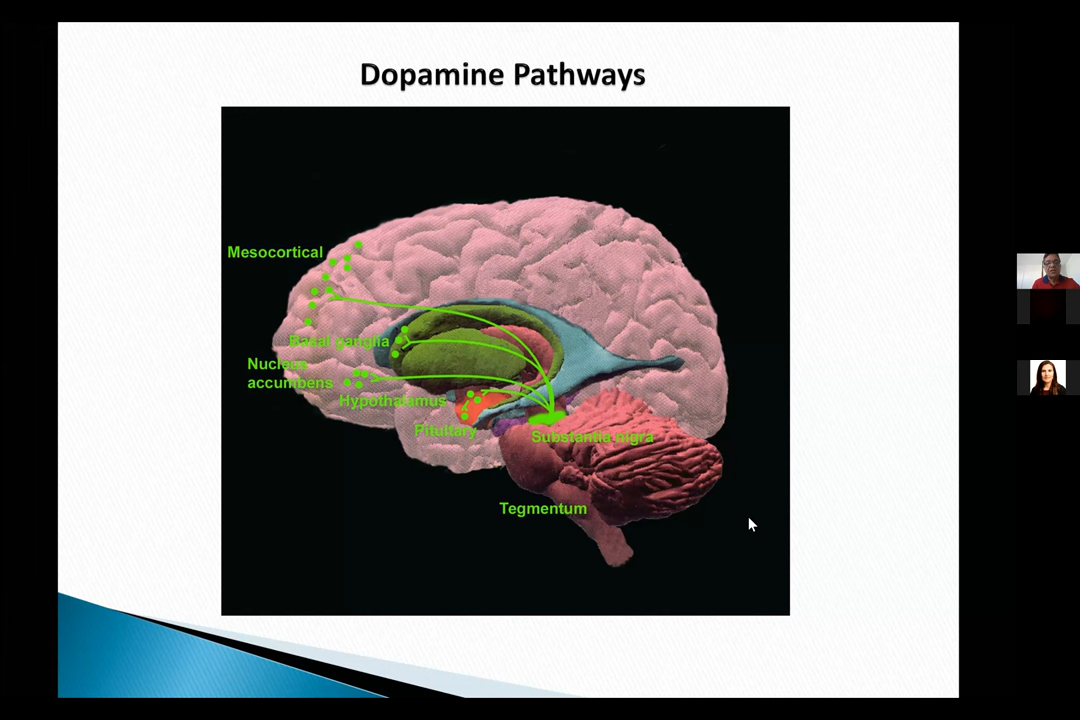 Dopamine Pathways
Mesocortical
Basal ganglia
Nucleus
accumbens
Hypothalamus
Pituitary
Substantia nigra
Tegmentum